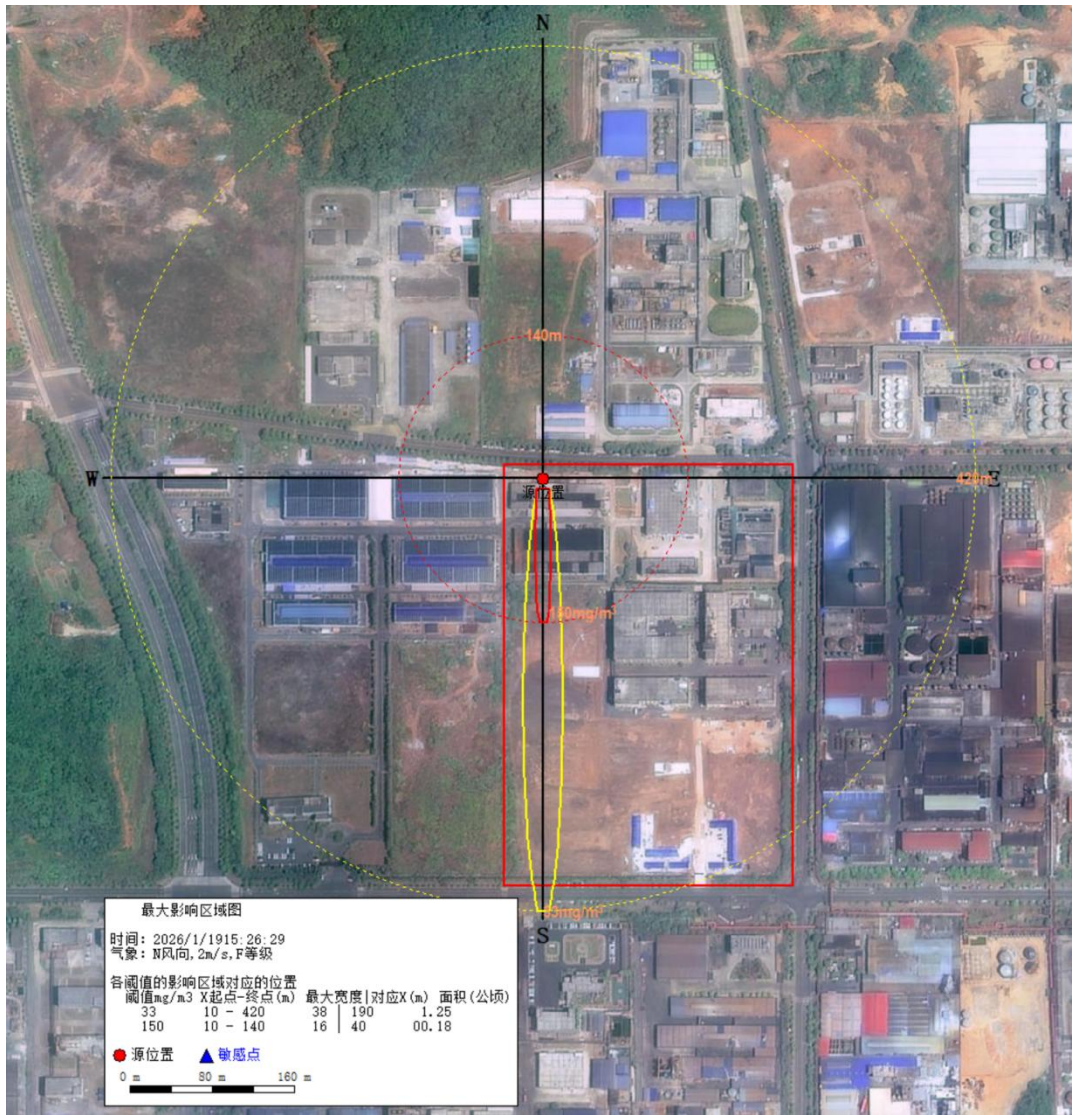 N
140m
W
E
420m
源位置
150mg/m³
33mg/m³
S
最大影响区域图
时间：2026/1/1915:26:29
气象：N风向,2m/s,F等级
各阈值的影响区域对应的位置
阈值mg/m3 X起点-终点(m) 最大宽度|对应X(m) 面积(公顷)
33 10 - 420 38 | 190 1.25
150 10 - 140 16 | 40 00.18
源位置 敏感点
0 m 80 m 160 m